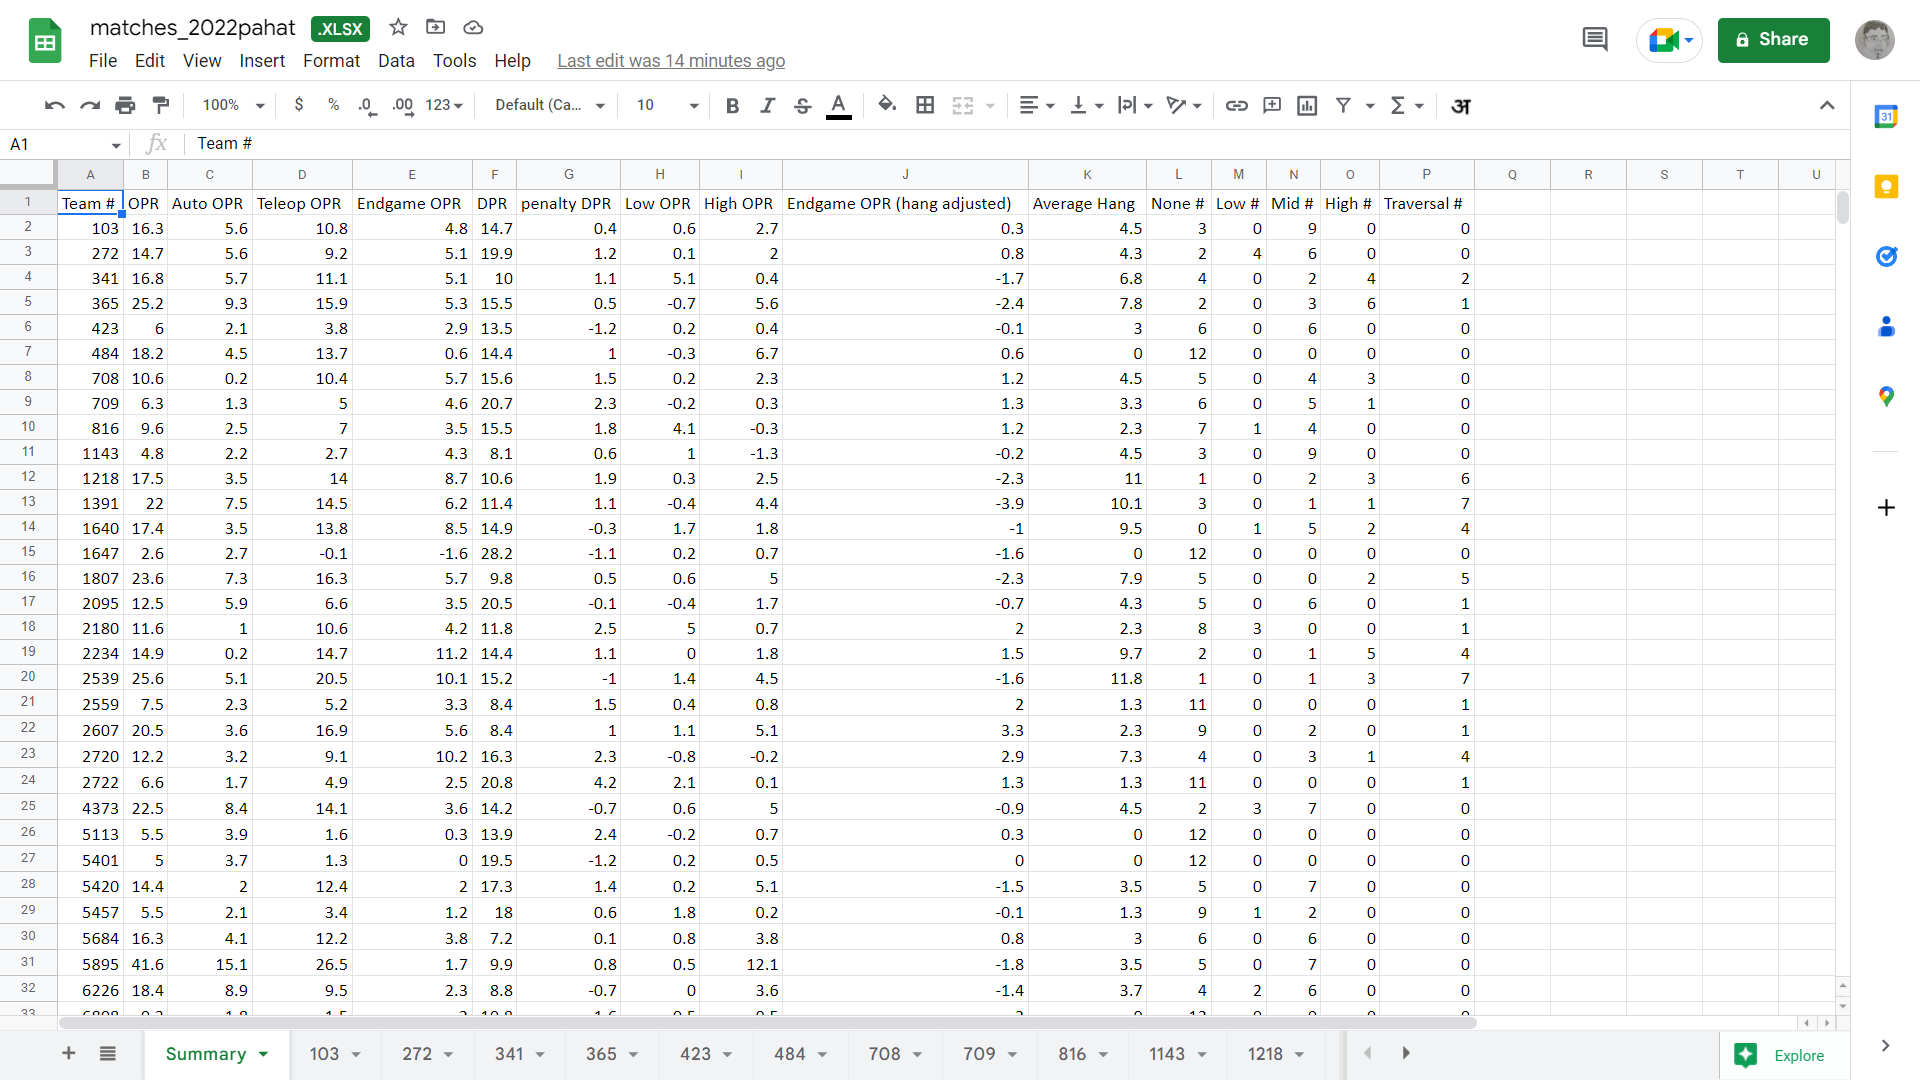 matches_2022pahat .XLSX
File Edit View Insert Format Data Tools Help Last edit was 14 minutes ago
Share
100% $ % .0 .00 123 Default (Ca... 10 B I S A अ
31
A1 fx Team #
A B C D E F G H I J K L M N O P Q R S T U
1 Team # OPR Auto OPR Teleop OPR Endgame OPR DPR penalty DPR Low OPR High OPR Endgame OPR (hang adjusted) Average Hang None # Low # Mid # High # Traversal #
2 103 16.3 5.6 10.8 4.8 14.7 0.4 0.6 2.7 0.3 4.5 3 0 9 0 0
3 272 14.7 5.6 9.2 5.1 19.9 1.2 0.1 2 0.8 4.3 2 4 6 0 0
4 341 16.8 5.7 11.1 5.1 10 1.1 5.1 0.4 -1.7 6.8 4 0 2 4 2
5 365 25.2 9.3 15.9 5.3 15.5 0.5 -0.7 5.6 -2.4 7.8 2 0 3 6 1
6 423 6 2.1 3.8 2.9 13.5 -1.2 0.2 0.4 -0.1 3 6 0 6 0 0
7 484 18.2 4.5 13.7 0.6 14.4 1 -0.3 6.7 0.6 0 12 0 0 0 0
8 708 10.6 0.2 10.4 5.7 15.6 1.5 0.2 2.3 1.2 4.5 5 0 4 3 0
9 709 6.3 1.3 5 4.6 20.7 2.3 -0.2 0.3 1.3 3.3 6 0 5 1 0
10 816 9.6 2.5 7 3.5 15.5 1.8 4.1 -0.3 1.2 2.3 7 1 4 0 0
11 1143 4.8 2.2 2.7 4.3 8.1 0.6 1 -1.3 -0.2 4.5 3 0 9 0 0
12 1218 17.5 3.5 14 8.7 10.6 1.9 0.3 2.5 -2.3 11 1 0 2 3 6
13 1391 22 7.5 14.5 6.2 11.4 1.1 -0.4 4.4 -3.9 10.1 3 0 1 1 7
14 1640 17.4 3.5 13.8 8.5 14.9 -0.3 1.7 1.8 -1 9.5 0 1 5 2 4
15 1647 2.6 2.7 -0.1 -1.6 28.2 -1.1 0.2 0.7 -1.6 0 12 0 0 0 0
16 1807 23.6 7.3 16.3 5.7 9.8 0.5 0.6 5 -2.3 7.9 5 0 0 2 5
17 2095 12.5 5.9 6.6 3.5 20.5 -0.1 -0.4 1.7 -0.7 4.3 5 0 6 0 1
18 2180 11.6 1 10.6 4.2 11.8 2.5 5 0.7 2 2.3 8 3 0 0 1
19 2234 14.9 0.2 14.7 11.2 14.4 1.1 0 1.8 1.5 9.7 2 0 1 5 4
20 2539 25.6 5.1 20.5 10.1 15.2 -1 1.4 4.5 -1.6 11.8 1 0 1 3 7
21 2559 7.5 2.3 5.2 3.3 8.4 1.5 0.4 0.8 2 1.3 11 0 0 0 1
22 2607 20.5 3.6 16.9 5.6 8.4 1 1.1 5.1 3.3 2.3 9 0 2 0 1
23 2720 12.2 3.2 9.1 10.2 16.3 2.3 -0.8 -0.2 2.9 7.3 4 0 3 1 4
24 2722 6.6 1.7 4.9 2.5 20.8 4.2 2.1 0.1 1.3 1.3 11 0 0 0 1
25 4373 22.5 8.4 14.1 3.6 14.2 -0.7 0.6 5 -0.9 4.5 2 3 7 0 0
26 5113 5.5 3.9 1.6 0.3 13.9 2.4 -0.2 0.7 0.3 0 12 0 0 0 0
27 5401 5 3.7 1.3 0 19.5 -1.2 0.2 0.5 0 0 12 0 0 0 0
28 5420 14.4 2 12.4 2 17.3 1.4 0.2 5.1 -1.5 3.5 5 0 7 0 0
29 5457 5.5 2.1 3.4 1.2 18 0.6 1.8 0.2 -0.1 1.3 9 1 2 0 0
30 5684 16.3 4.1 12.2 3.8 7.2 0.1 0.8 3.8 0.8 3 6 0 6 0 0
31 5895 41.6 15.1 26.5 1.7 9.9 0.8 0.5 12.1 -1.8 3.5 5 0 7 0 0
32 6226 18.4 8.9 9.5 2.3 8.8 -0.7 0 3.6 -1.4 3.7 4 2 6 0 0
Summary 103 272 341 365 423 484 708 709 816 1143 1218 Explore